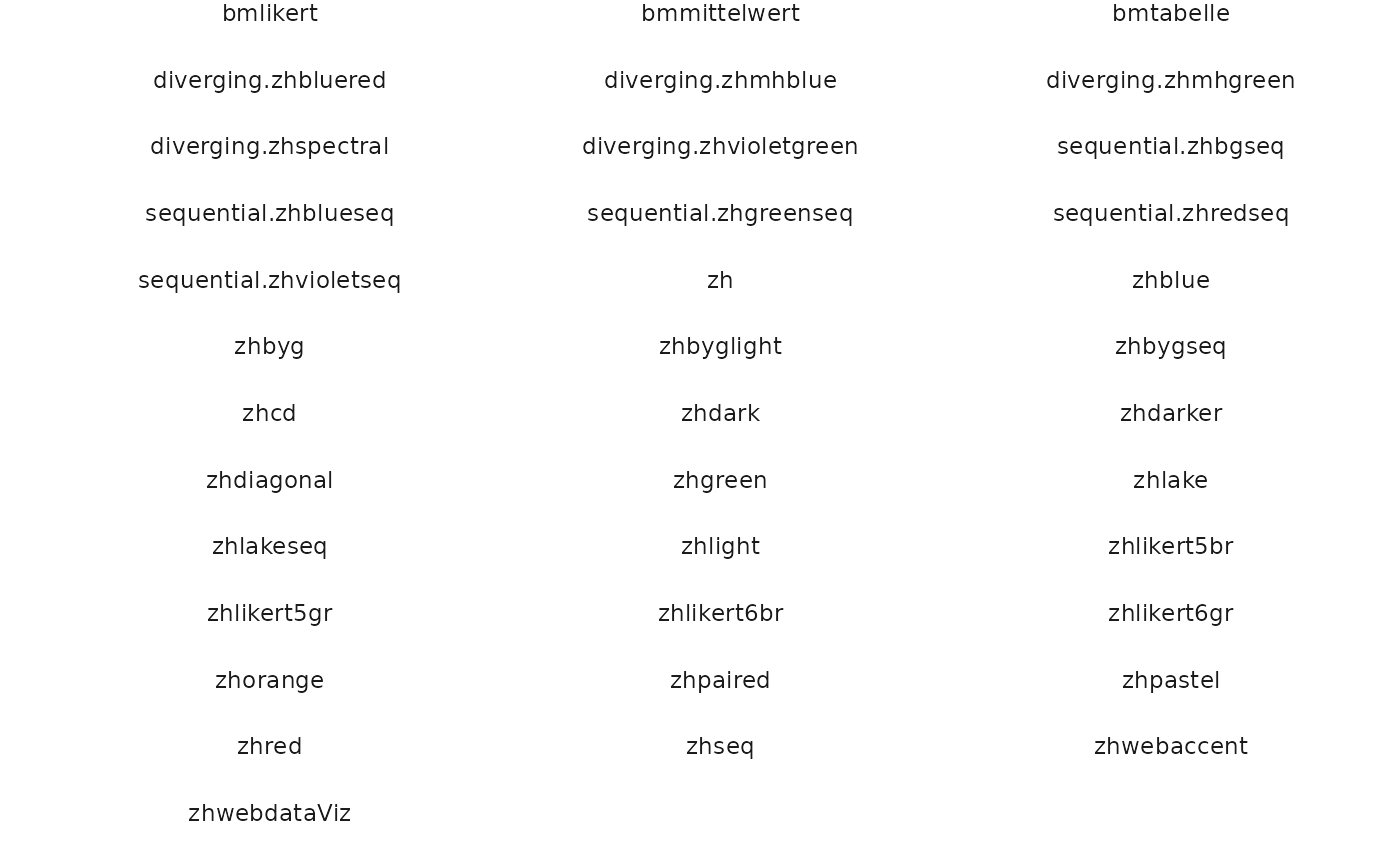 bmlikert bmmittelwert bmtabelle
diverging.zhbluered diverging.zhmhblue diverging.zhmhgreen
diverging.zhspectral diverging.zhvioletgreen sequential.zhbgseq
sequential.zhblueseq sequential.zhgreenseq sequential.zhredseq
sequential.zhvioletseq zh zhblue
zhbyg zhbyglight zhbygseq
zhcd zhdark zhdarker
zhdiagonal zhgreen zhlake
zhlakeseq zhlight zhlikert5br
zhlikert5gr zhlikert6br zhlikert6gr
zhorange zhpaired zhpastel
zhred zhseq zhwebaccent
zhwebdataViz